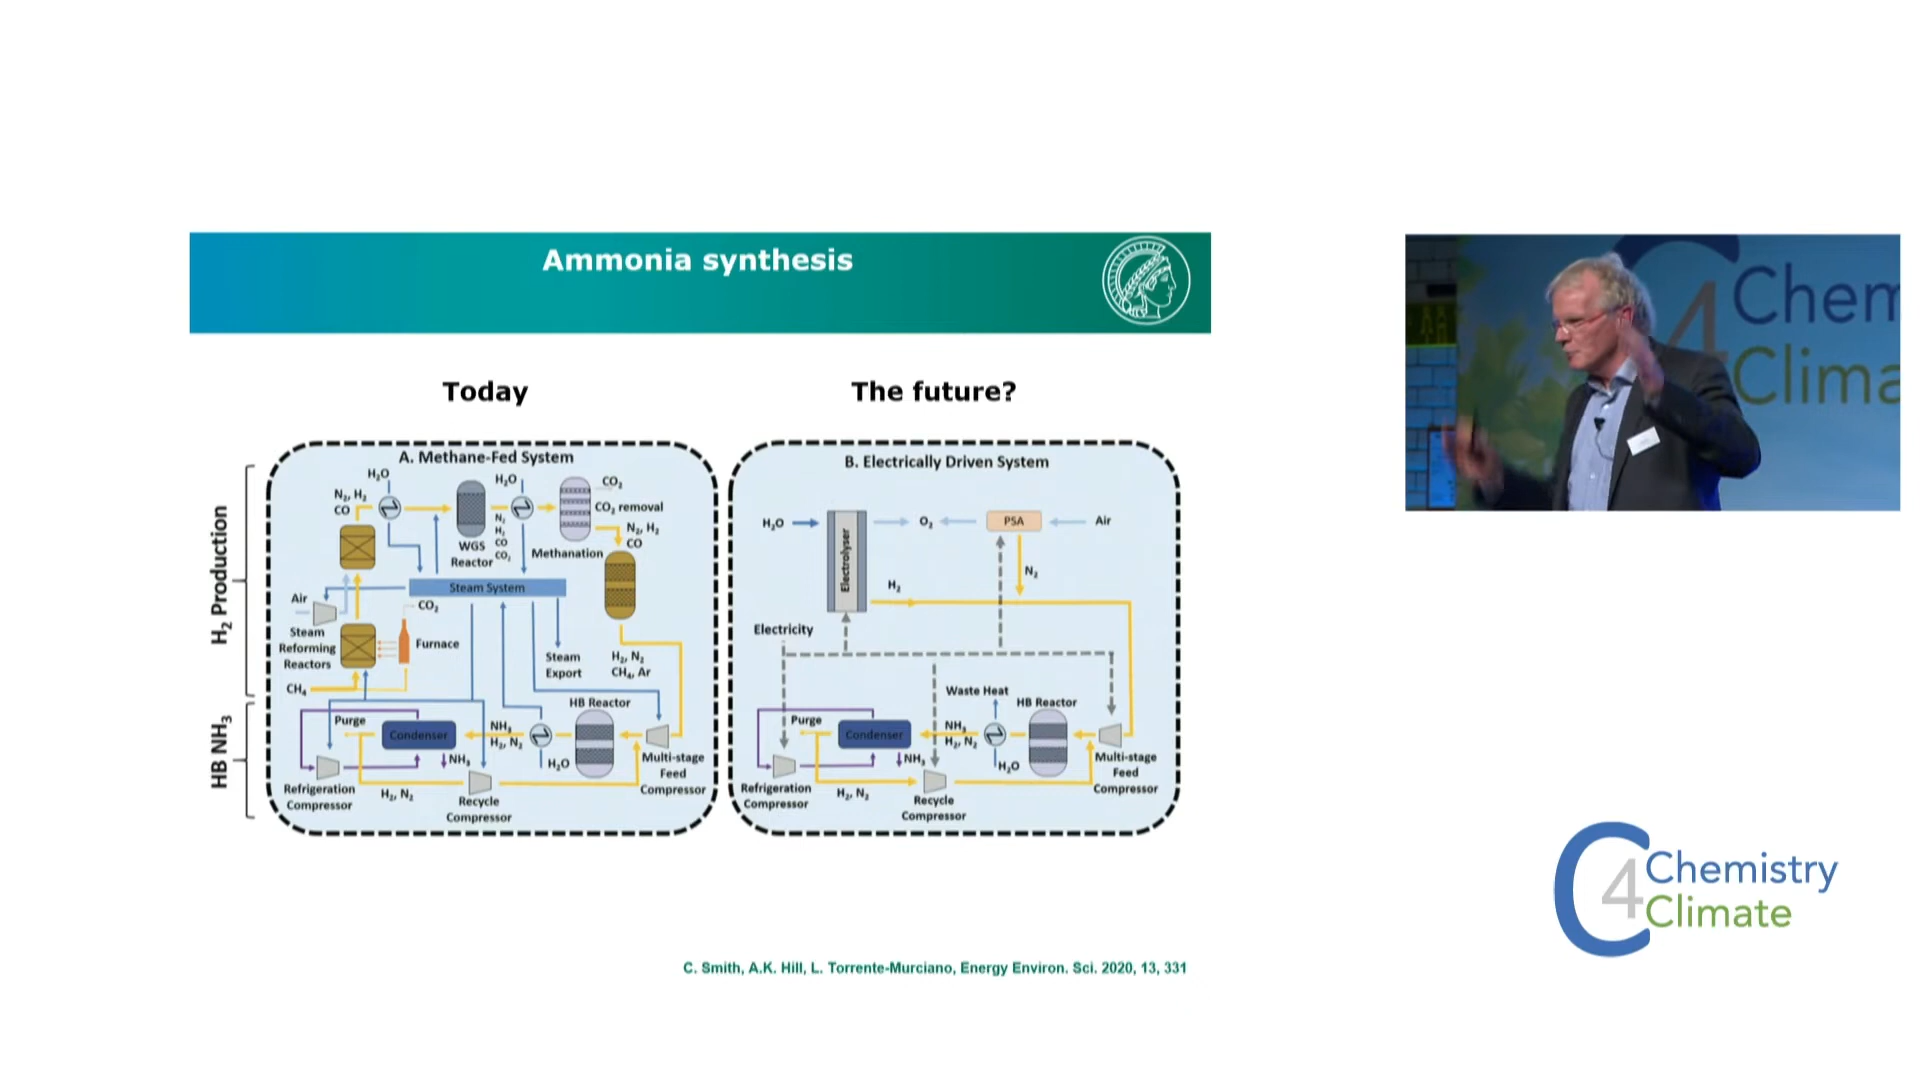 Ammonia synthesis
Today
The future?
H₂ Production
HB NH₃
A. Methane-Fed System
H₂O
N₂, H₂
CO
WGS
Reactor
H₂O
N₂
H₂
CO
CO₂
CO₂
CO₂ removal
N₂, H₂
CO
Methanation
Steam System
Air
CO₂
Steam
Reforming
Reactors
Furnace
CH₄
Steam
Export
H₂, N₂
CH₄, Ar
HB Reactor
Purge
Condenser
NH₃
H₂, N₂
NH₃
H₂O
Multi-stage
Feed
Compressor
Refrigeration
Compressor
H₂, N₂
Recycle
Compressor
B. Electrically Driven System
H₂O
Electrolyser
O₂
PSA
Air
N₂
H₂
Electricity
Waste Heat
HB Reactor
Purge
Condenser
NH₃
H₂, N₂
NH₃
H₂O
Multi-stage
Feed
Compressor
Refrigeration
Compressor
H₂, N₂
Recycle
Compressor
C. Smith, A.K. Hill, L. Torrente-Murciano, Energy Environ. Sci. 2020, 13, 331
4
Chem
Clima
C4
Chemistry
Climate